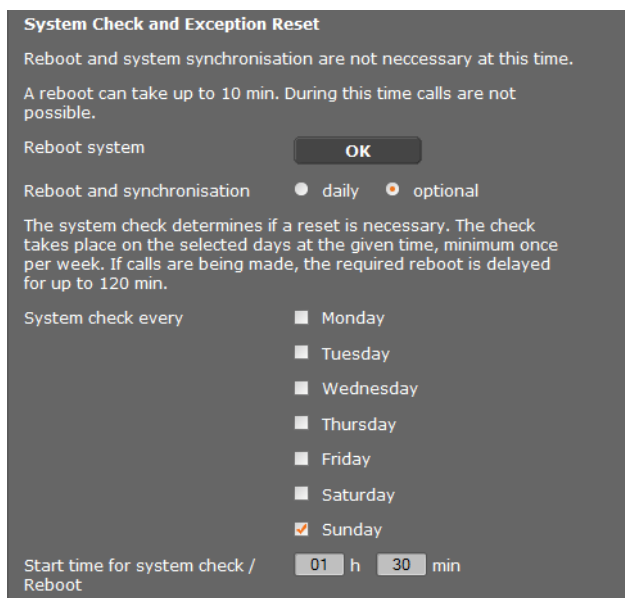 System Check and Exception Reset
Reboot and system synchronisation are not neccessary at this time.
A reboot can take up to 10 min. During this time calls are not
possible.
Reboot system OK
Reboot and synchronisation daily optional
The system check determines if a reset is necessary. The check
takes place on the selected days at the given time, minimum once
per week. If calls are being made, the required reboot is delayed
for up to 120 min.
System check every Monday
Tuesday
Wednesday
Thursday
Friday
Saturday
Sunday
Start time for system check / 01 h 30 min
Reboot